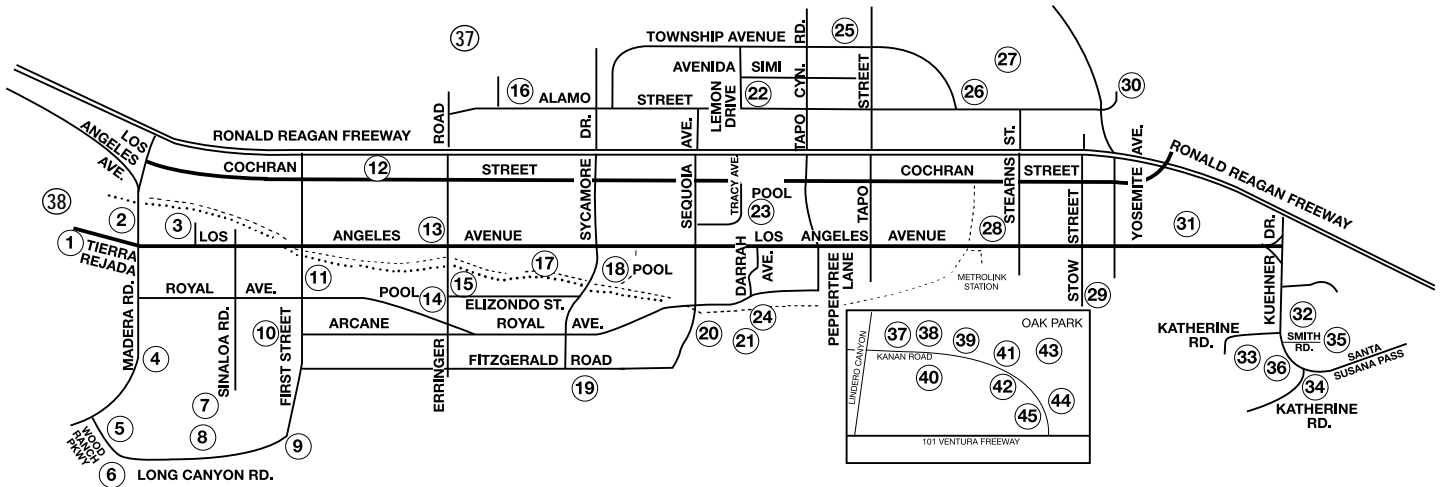 37
TOWNSHIP AVENUE
RD.
25
AVENIDA SIMI
CYN.
27
16
ALAMO STREET
LEMON DRIVE
22
STREET
26
30
LOS ANGELES AVE.
RONALD REAGAN FREEWAY
ROAD
DR.
AVE.
TAPO
ST.
YOSEMITE AVE.
RONALD REAGAN FREEWAY
COCHRAN
12
STREET
SYCAMORE
SEQUOIA
TRACY AVE.
POOL
23
COCHRAN
STREET
STEARNS
38
2
3
1
TIERRA REJADA
LOS ANGELES AVENUE
13
LOS ANGELES AVENUE
TAPO
28
31
DR.
MADERA RD.
11
17
18
POOL
DARRAH AVE.
METROLINK
STATION
STOW STREET
29
KUEHNER
ROYAL AVE.
POOL
14
15
ELIZONDO ST.
PEPPERTREE LANE
SINALOA RD.
10
FIRST STREET
ARCANE
ROYAL AVE.
20
21
24
4
FITZGERALD ROAD
19
ERRINGER
KATHERINE RD.
32
SMITH RD.
35
33
36
SANTA SUSANA PASS
34
KATHERINE RD.
7
8
5
WOOD RANCH PKWY
6
9
LONG CANYON RD.
OAK PARK
37
38
39
41
43
KANAN ROAD
LINDERO CANYON
40
42
44
45
101 VENTURA FREEWAY